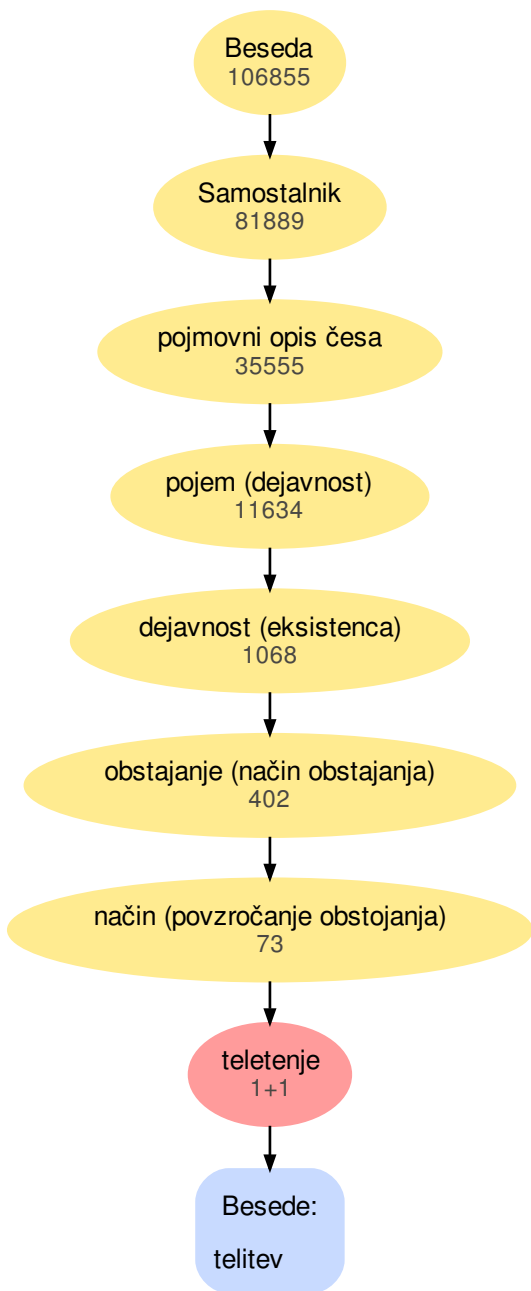 Beseda
106855
Samostalnik
81889
pojmovni opis česa
35555
pojem (dejavnost)
11634
dejavnost (eksistenca)
1068
obstajanje (način obstajanja)
402
način (povzročanje obstojanja)
73
teletenje
1+1
Besede:
telitev